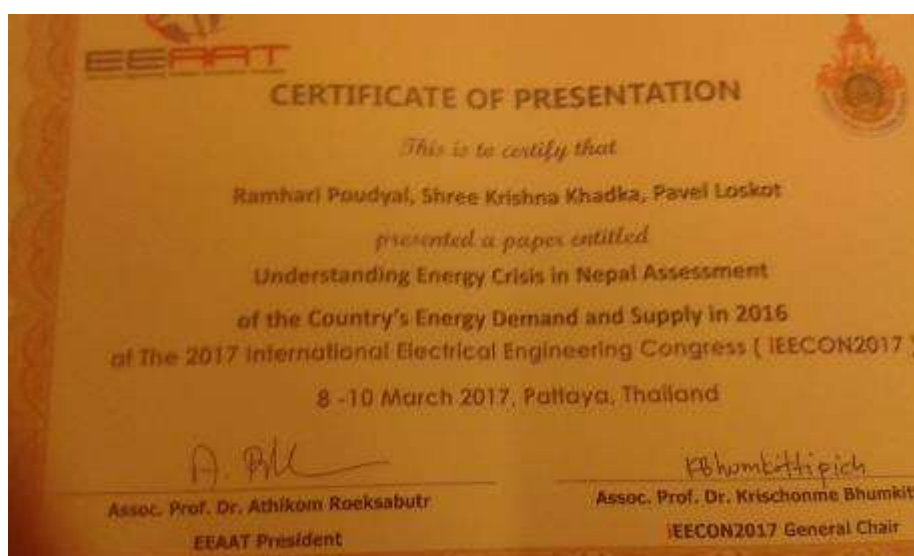 EEAAT
CERTIFICATE OF PRESENTATION
This is to certify that
Ramhari Poudyal, Shree Krishna Khadka, Pavel Loskot
presented a paper entitled
Understanding Energy Crisis in Nepal Assessment
of the Country's Energy Demand and Supply in 2016
at The 2017 International Electrical Engineering Congress ( iEECON2017 )
8 -10 March 2017, Pattaya, Thailand
KBhumkittipich
Assoc. Prof. Dr. Athikom Roeksabutr
Assoc. Prof. Dr. Krischonme Bhumkit
EEAAT President
iEECON2017 General Chair